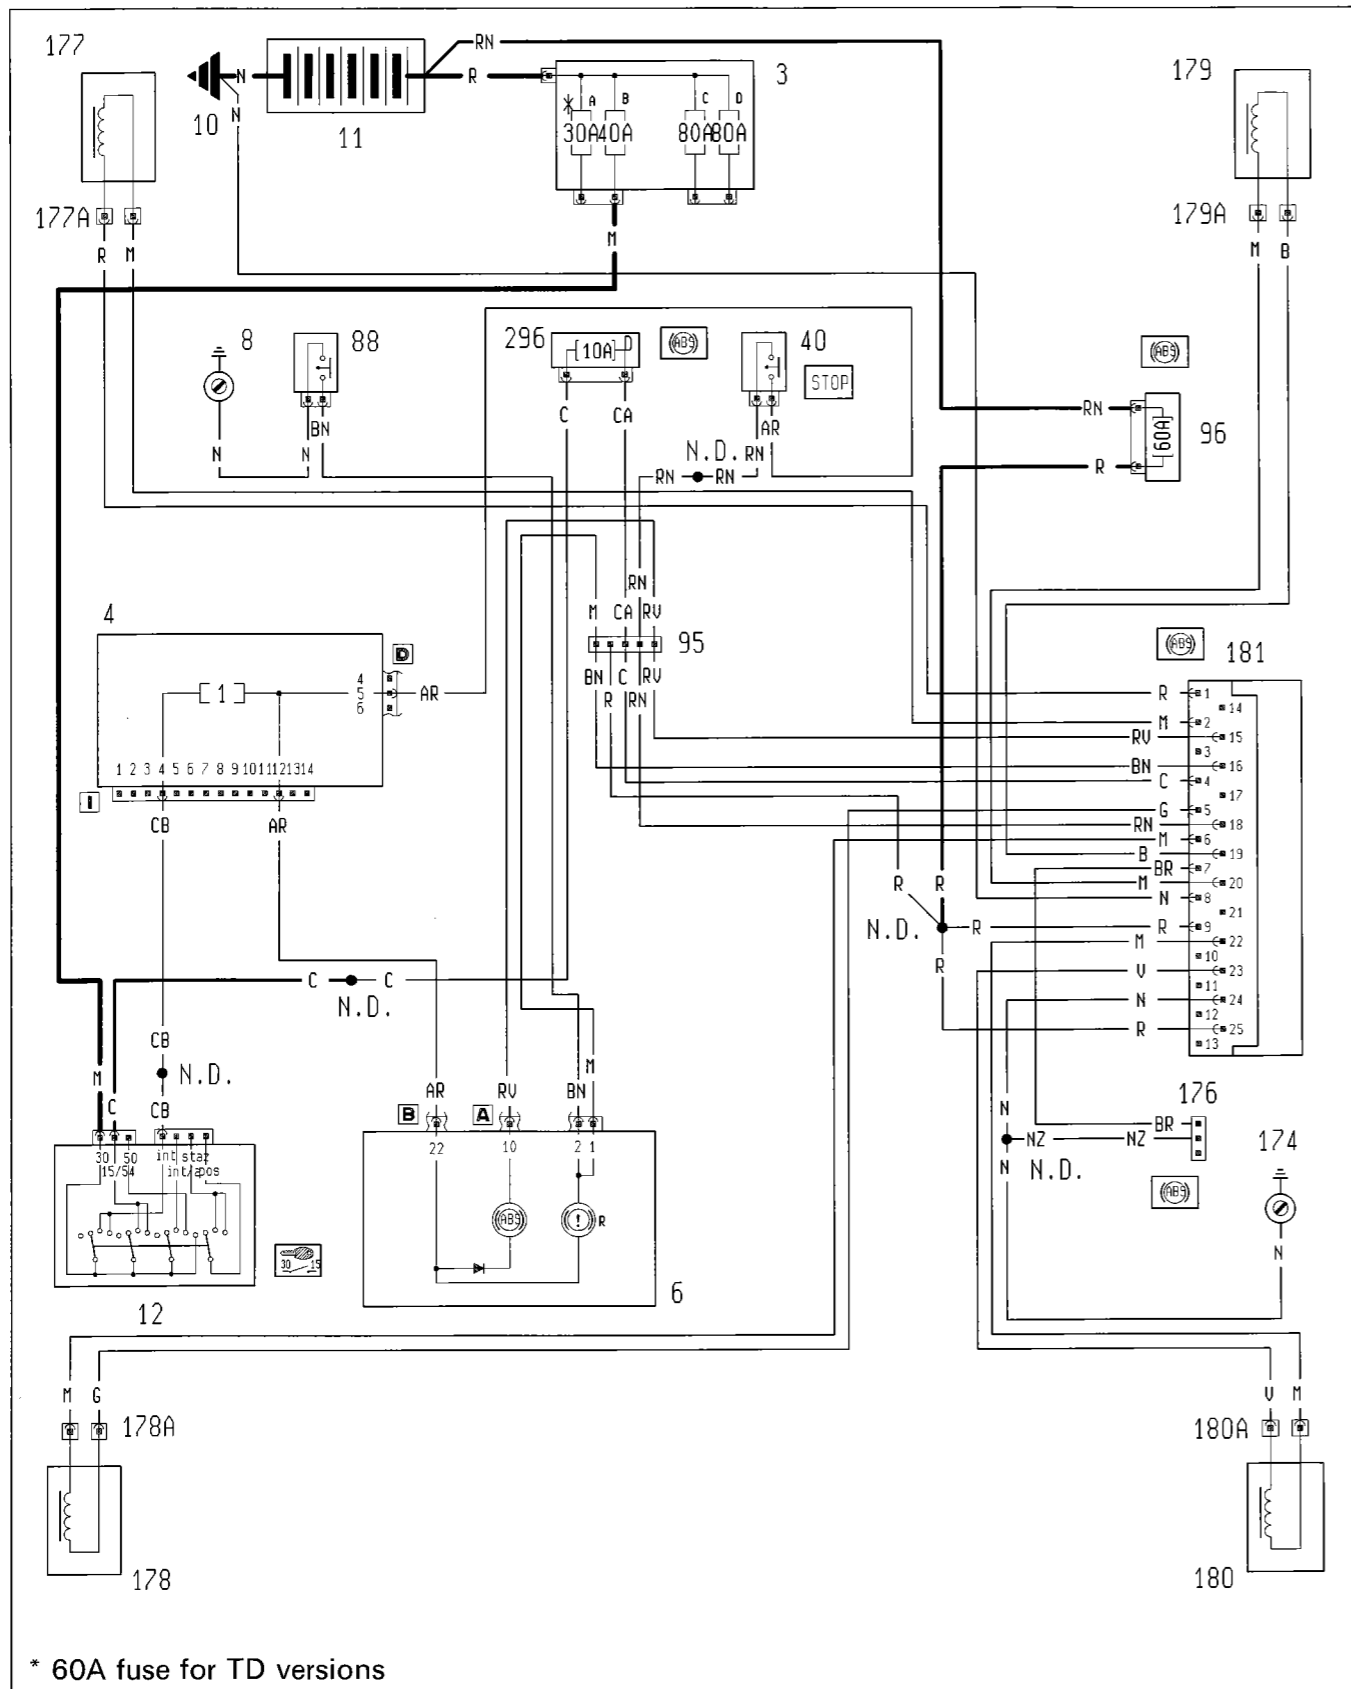 177
RN
3
179
N
R
A B C D
10
N
11
30A 40A 80A 80A
177A
179A
R M
M
M B
8
88
296
10A D
ABS
40
STOP
ABS
C
CA
AR
RN
96
60A
BN
N
N
N.D.
RN
RN
RN
R
RN
4
M CA RV
95
ABS
181
D
BN C RV
R RN
1
4
5
6
AR
R 1
14
M 2
RV 15
3
1 2 3 4 5 6 7 8 9 10 11 12 13 14
BN 16
C 4
17
I
G 5
CB
AR
RN 18
M 6
B 19
BR 7
R
R
M 20
N 8
21
N.D.
R
R 9
M 22
R
10
C
C
V 23
11
N.D.
N 24
12
R 25
13
CB
M
N.D.
M
C
CB
AR
RV
BN
176
B
A
N
BR
174
30 50
15/54
int staz
int/apos
22
10
2 1
NZ
NZ
N
N.D.
ABS
ABS
! R
N
30 15
6
12
M G
V M
178A
180A
178
180
* 60A fuse for TD versions